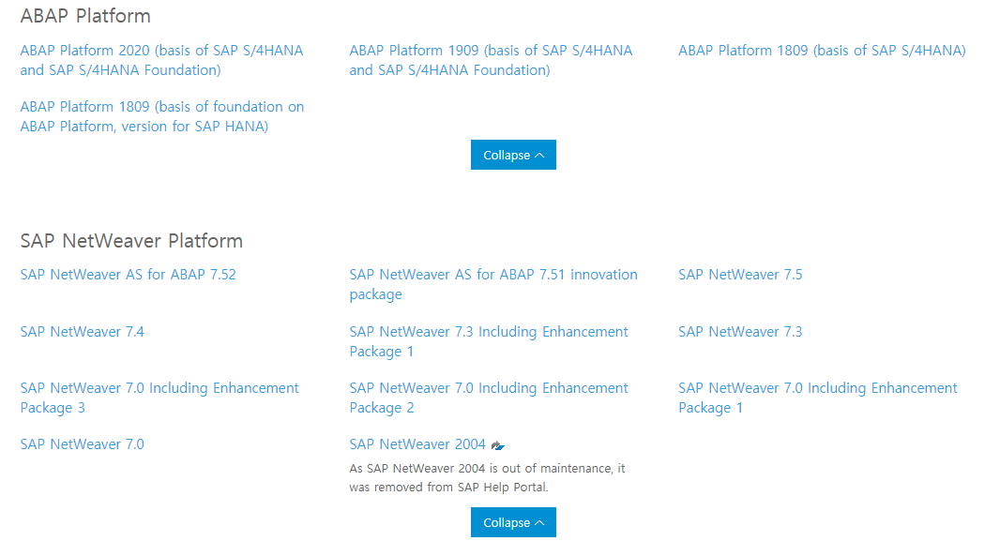 ABAP Platform
ABAP Platform 2020 (basis of SAP S/4HANA
and SAP S/4HANA Foundation)
ABAP Platform 1909 (basis of SAP S/4HANA
and SAP S/4HANA Foundation)
ABAP Platform 1809 (basis of SAP S/4HANA)
ABAP Platform 1809 (basis of foundation on
ABAP Platform, version for SAP HANA)
Collapse
SAP NetWeaver Platform
SAP NetWeaver AS for ABAP 7.52
SAP NetWeaver AS for ABAP 7.51 innovation
package
SAP NetWeaver 7.5
SAP NetWeaver 7.4
SAP NetWeaver 7.3 Including Enhancement
Package 1
SAP NetWeaver 7.3
SAP NetWeaver 7.0 Including Enhancement
Package 3
SAP NetWeaver 7.0 Including Enhancement
Package 2
SAP NetWeaver 7.0 Including Enhancement
Package 1
SAP NetWeaver 7.0
SAP NetWeaver 2004
As SAP NetWeaver 2004 is out of maintenance, it
was removed from SAP Help Portal.
Collapse